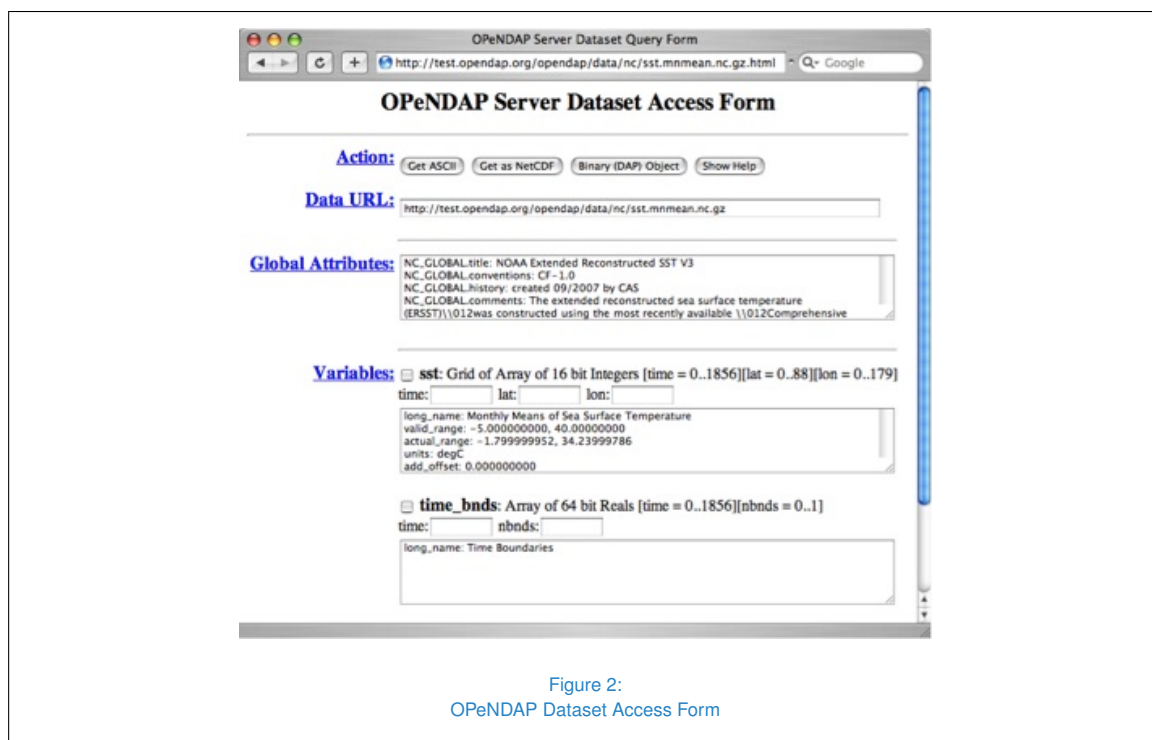 OPeNDAP Server Dataset Query Form
http://test.opendap.org/opendap/data/nc/sst.mnmean.nc.gz.html
Google
OPeNDAP Server Dataset Access Form
Action: Get ASCII Get as NetCDF Binary (DAP) Object Show Help
Data URL: http://test.opendap.org/opendap/data/nc/sst.mnmean.nc.gz
Global Attributes: NC_GLOBAL.title: NOAA Extended Reconstructed SST V3
NC_GLOBAL.conventions: CF-1.0
NC_GLOBAL.history: created 09/2007 by CAS
NC_GLOBAL.comments: The extended reconstructed sea surface temperature
(ERSST)\\012was constructed using the most recently available \\012Comprehensive
Variables: sst: Grid of Array of 16 bit Integers [time = 0..1856][lat = 0..88][lon = 0..179]
time: lat: lon:
long_name: Monthly Means of Sea Surface Temperature
valid_range: -5.000000000, 40.00000000
actual_range: -1.799999952, 34.23999786
units: degC
add_offset: 0.000000000
time_bnds: Array of 64 bit Reals [time = 0..1856][nbnds = 0..1]
time: nbnds:
long_name: Time Boundaries
Figure 2:
OPeNDAP Dataset Access Form